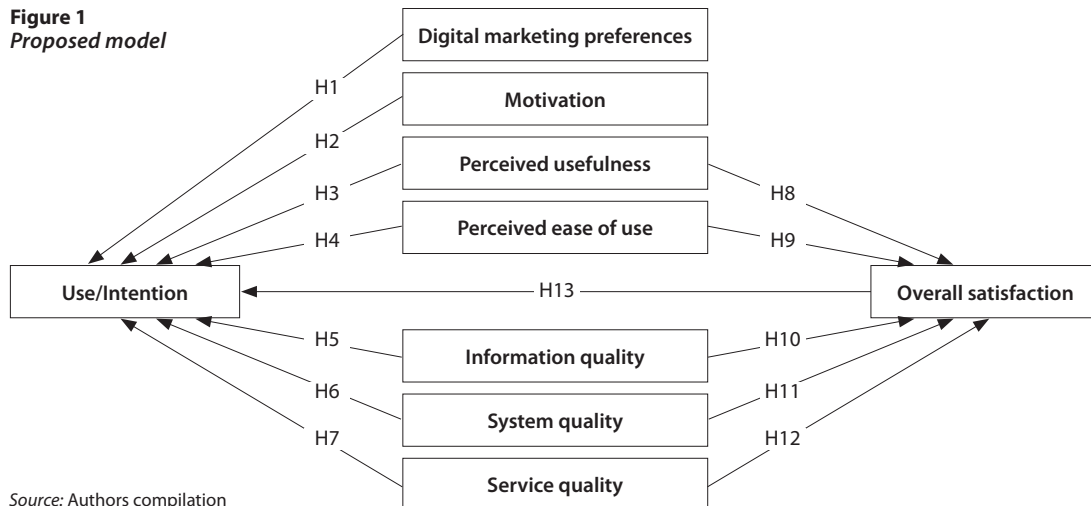 Figure 1
Proposed model
Digital marketing preferences
H1
Motivation
H2
Perceived usefulness
H3
H8
Perceived ease of use
H4
H9
Use/Intention
H13
Overall satisfaction
H5
Information quality
H10
H6
System quality
H11
H7
Service quality
H12
Source: Authors compilation